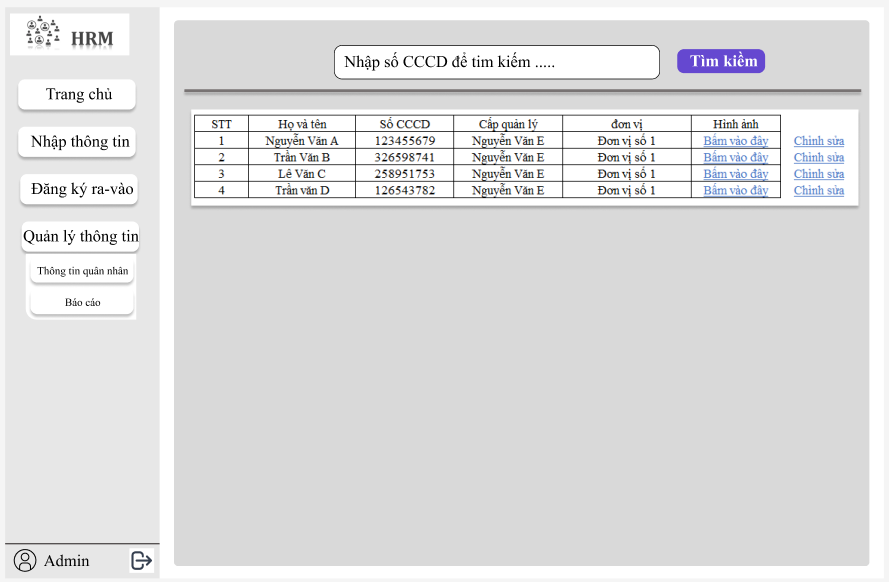 HRM
Trang chủ
Nhập thông tin
Đăng ký ra-vào
Quản lý thông tin
Thông tin quân nhân
Báo cáo
Admin
Nhập số CCCD để tìm kiếm .....
Tìm kiếm
STT Họ và tên Số CCCD Cấp quản lý đơn vị Hình ảnh
1 Nguyễn Văn A 123455679 Nguyễn Văn E Đơn vị số 1 Bấm vào đây Chỉnh sửa
2 Trần Văn B 326598741 Nguyễn Văn E Đơn vị số 1 Bấm vào đây Chỉnh sửa
3 Lê Văn C 258951753 Nguyễn Văn E Đơn vị số 1 Bấm vào đây Chỉnh sửa
4 Trần văn D 126543782 Nguyễn Văn E Đơn vị số 1 Bấm vào đây Chỉnh sửa